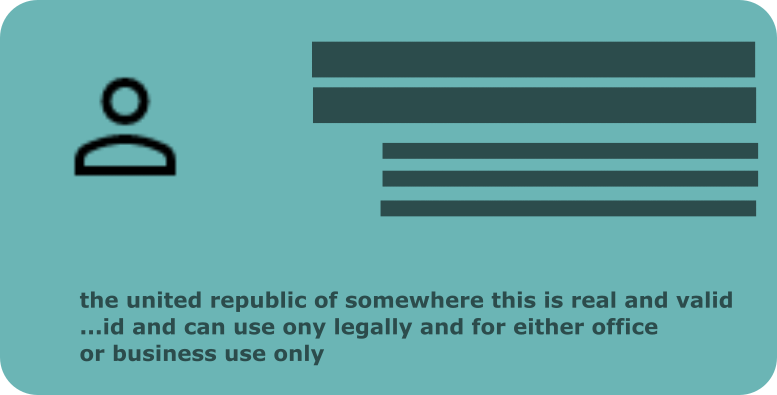 the united republic of somewhere this is real and valid
...id and can use ony legally and for either office
or business use only